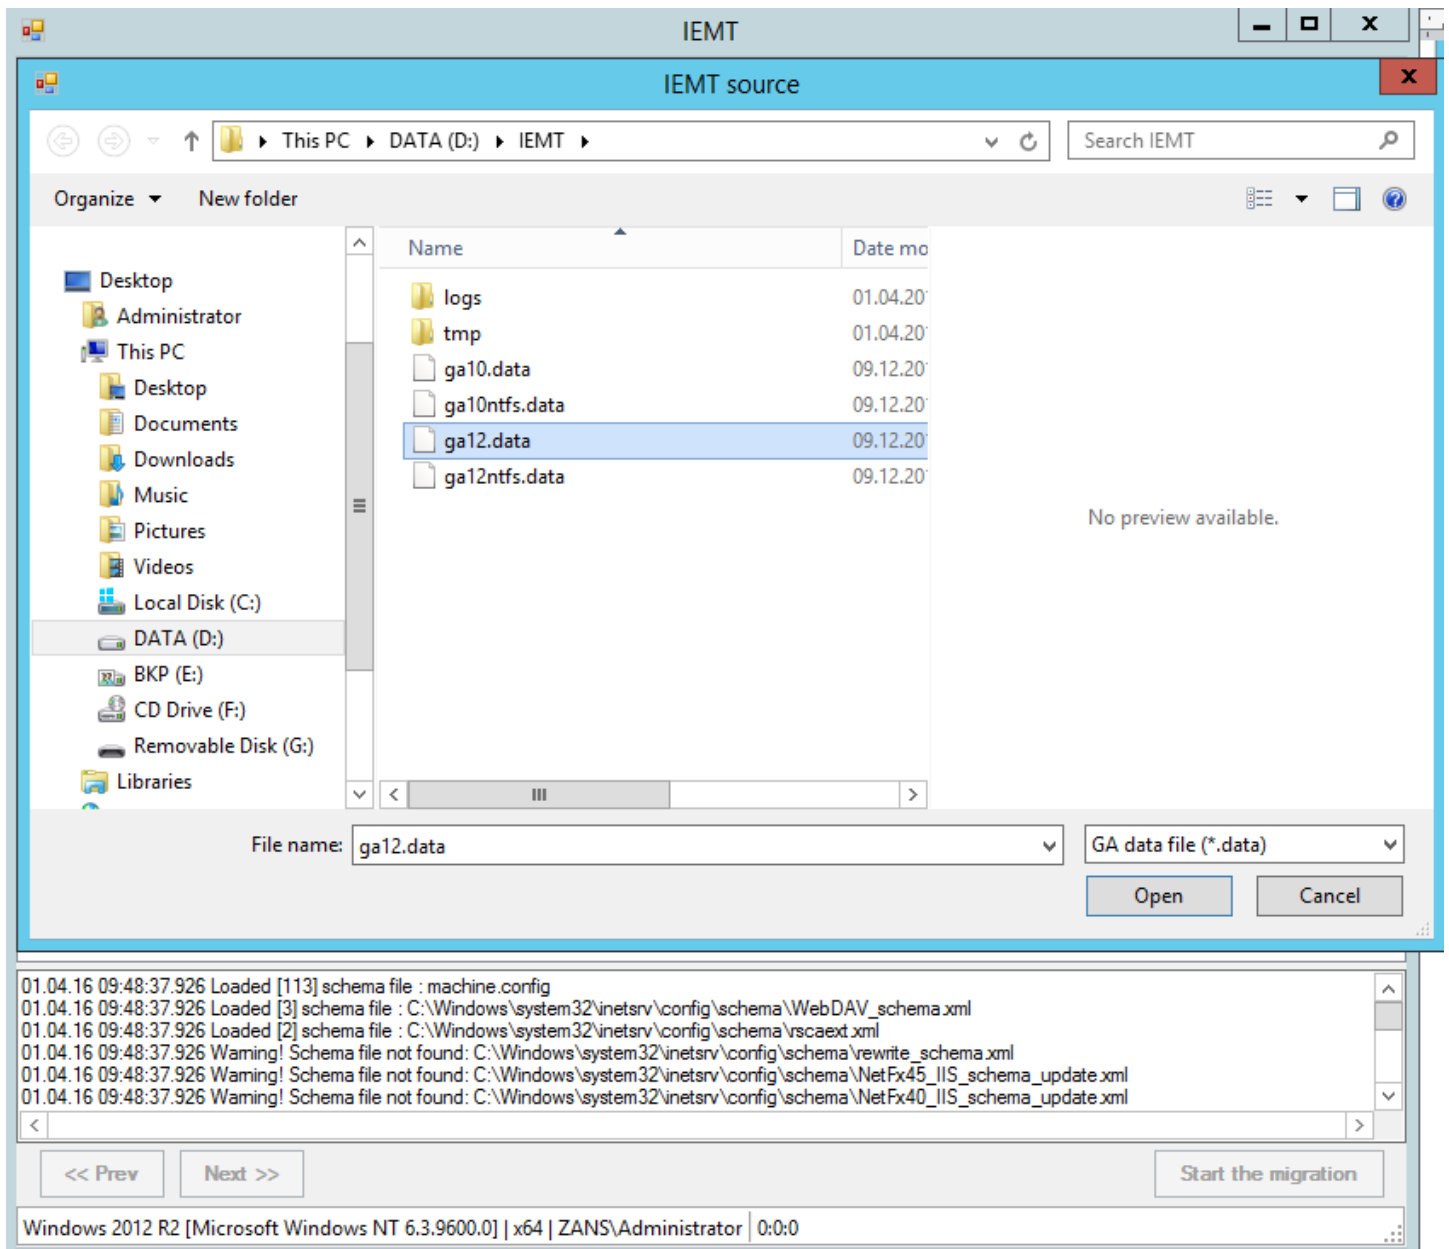 IEMT
IEMT source
This PC DATA (D:) IEMT
Search IEMT
Organize New folder
Name Date mo
Desktop
Administrator
This PC
Desktop
Documents
Downloads
Music
Pictures
Videos
Local Disk (C:)
DATA (D:)
BKP (E:)
CD Drive (F:)
Removable Disk (G:)
Libraries
logs 01.04.20
tmp 01.04.20
ga10.data 09.12.20
ga10ntfs.data 09.12.20
ga12.data 09.12.20
ga12ntfs.data 09.12.20
No preview available.
File name: ga12.data GA data file (*.data)
Open Cancel
01.04.16 09:48:37.926 Loaded [113] schema file : machine.config
01.04.16 09:48:37.926 Loaded [3] schema file : C:\Windows\system32\inetsrv\config\schema\WebDAV_schema.xml
01.04.16 09:48:37.926 Loaded [2] schema file : C:\Windows\system32\inetsrv\config\schema\rscaext.xml
01.04.16 09:48:37.926 Warning! Schema file not found: C:\Windows\system32\inetsrv\config\schema\rewrite_schema.xml
01.04.16 09:48:37.926 Warning! Schema file not found: C:\Windows\system32\inetsrv\config\schema\NetFx45_IIS_schema_update.xml
01.04.16 09:48:37.926 Warning! Schema file not found: C:\Windows\system32\inetsrv\config\schema\NetFx40_IIS_schema_update.xml
<< Prev Next >> Start the migration
Windows 2012 R2 [Microsoft Windows NT 6.3.9600.0] | x64 | ZANS\Administrator 0:0:0